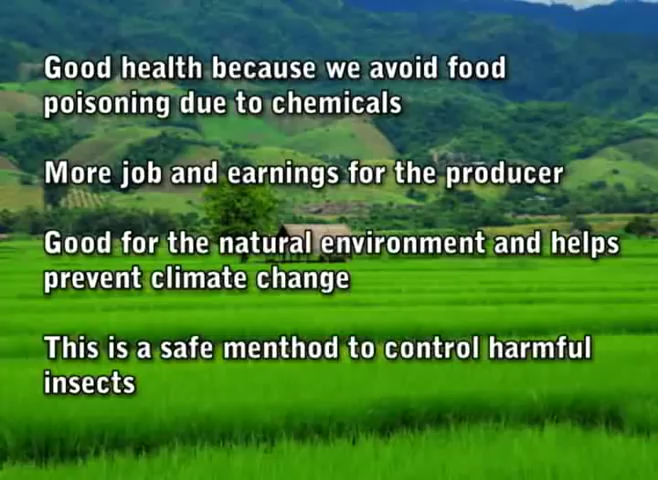 Good health because we avoid food
poisoning due to chemicals
More job and earnings for the producer
Good for the natural environment and helps
prevent climate change
This is a safe menthod to control harmful
insects